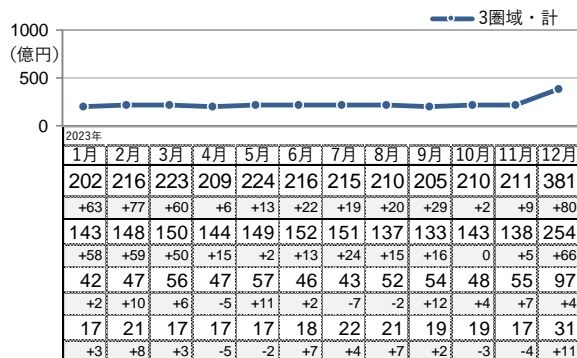 3圏域・計
1000
(億円)
500
0
2023年
1月 2月 3月 4月 5月 6月 7月 8月 9月 10月 11月 12月
202 216 223 209 224 216 215 210 205 210 211 381
+63 +77 +60 +6 +13 +22 +19 +20 +29 +2 +9 +80
143 148 150 144 149 152 151 137 133 143 138 254
+58 +59 +50 +15 +2 +13 +24 +15 +16 0 +5 +66
42 47 56 47 57 46 43 52 54 48 55 97
+2 +10 +6 -5 +11 +2 -7 -2 +12 +4 +7 +4
17 21 17 17 17 18 22 21 19 19 17 31
+3 +8 +3 -5 -2 +7 +4 +7 +2 -3 -4 +11